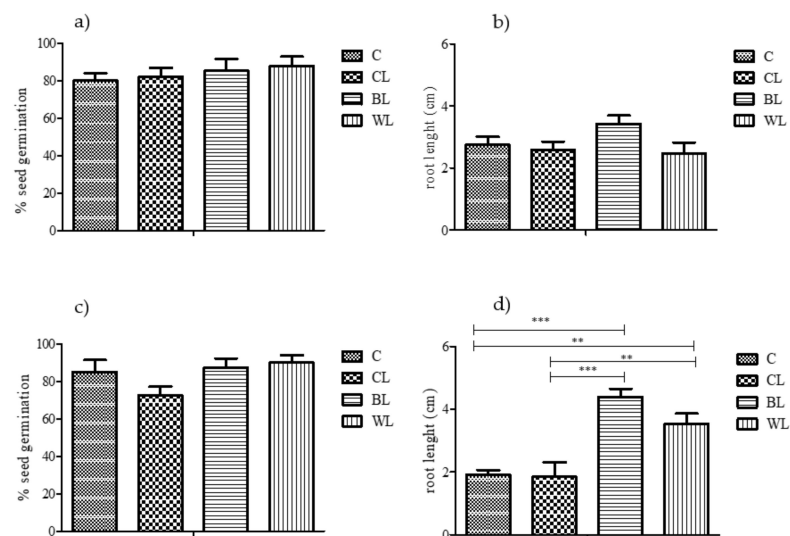 a)
% seed germination
100
80
60
40
20
0
C
CL
BL
WL
b)
root lenght (cm)
6
4
2
0
C
CL
BL
WL
c)
% seed germination
100
80
60
40
20
0
C
CL
BL
WL
d)
***
**
**
***
root lenght (cm)
6
4
2
0
C
CL
BL
WL